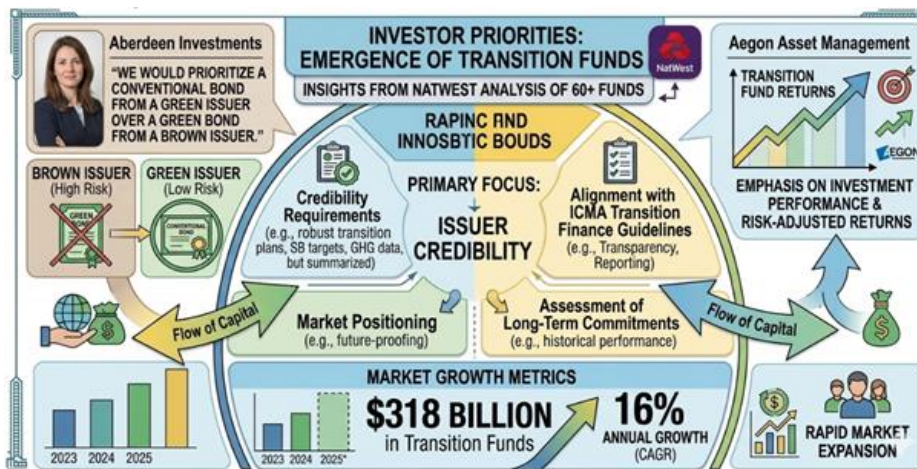 Aberdeen Investments
“WE WOULD PRIORITIZE A
CONVENTIONAL BOND
FROM A GREEN ISSUER
OVER A GREEN BOND
FROM A BROWN ISSUER.”
INVESTOR PRIORITIES:
EMERGENCE OF TRANSITION FUNDS
NatWest
INSIGHTS FROM NATWEST ANALYSIS OF 60+ FUNDS
Aegon Asset Management
TRANSITION
FUND RETURNS
EGON
EMPHASIS ON INVESTMENT
PERFORMANCE &
RISK-ADJUSTED RETURNS
BROWN ISSUER
(High Risk)
GREEN
BOND
GREEN ISSUER
(Low Risk)
CONVENTIONAL
BOND
RAPINC FIND
INNOSBTIC BOUDS
PRIMARY FOCUS:
ISSUER
CREDIBILITY
Credibility
Requirements
(e.g., robust transition
plans, SB targets, GHG data,
but summarized)
Alignment with
ICMA Transition
Finance Guidelines
(e.g., Transparency,
Reporting)
Market Positioning
(e.g., future-proofing)
Assessment of
Long-Term Commitments
(e.g., historical performance)
Flow of Capital
Flow of Capital
2023 2024 2025
MARKET GROWTH METRICS
2023 2024 2025*
$318 BILLION
in Transition Funds
16%
ANNUAL GROWTH
(CAGR)
RAPID MARKET
EXPANSION